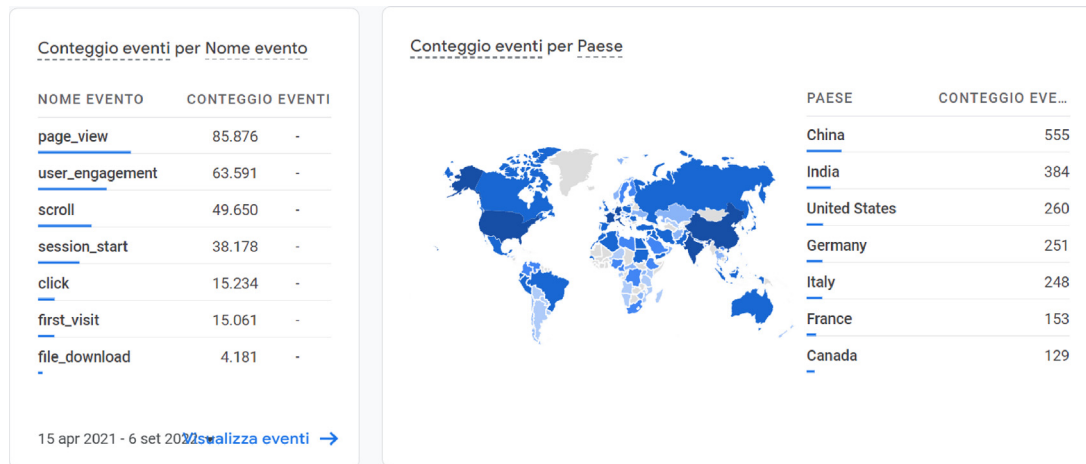 Conteggio eventi per Nome evento
NOME EVENTO CONTEGGIO EVENTI
page_view 85.876 -
user_engagement 63.591 -
scroll 49.650 -
session_start 38.178 -
click 15.234 -
first_visit 15.061 -
file_download 4.181 -
15 apr 2021 - 6 set 2022 Visualizza eventi →
Conteggio eventi per Paese
PAESE CONTEGGIO EVE...
China 555
India 384
United States 260
Germany 251
Italy 248
France 153
Canada 129